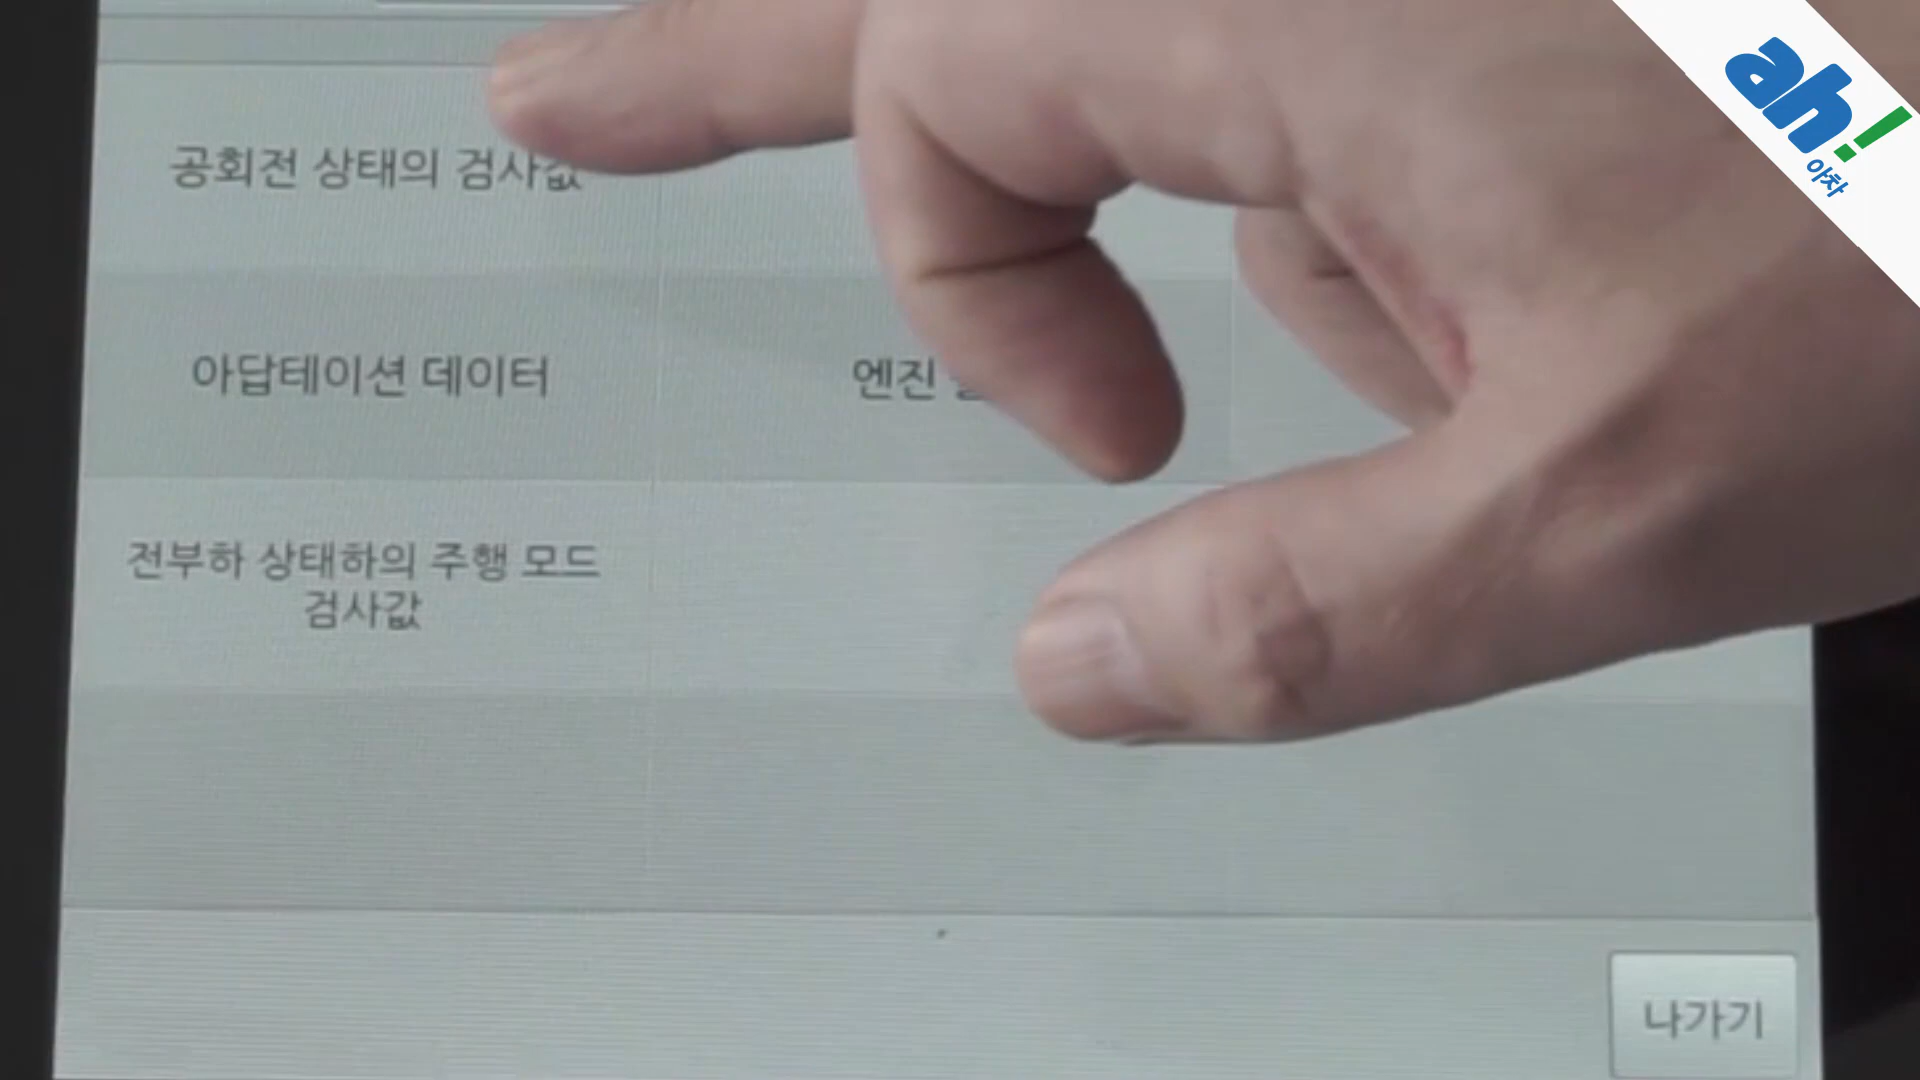 공회전 상태의 검사값
아답테이션 데이터
엔진
전부하 상태하의 주행 모드
검사값
나가기
ah!
아차